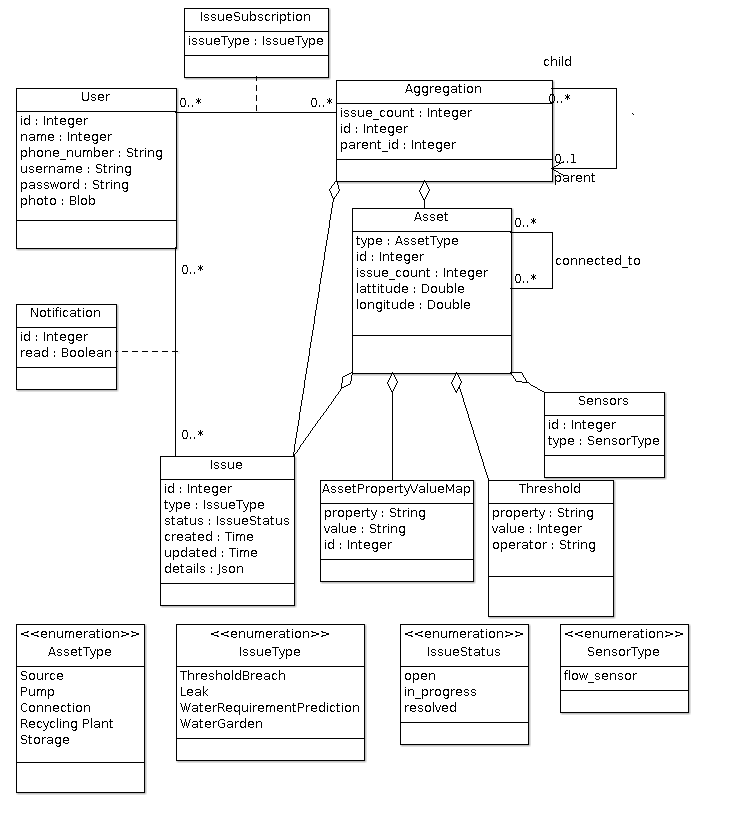 IssueSubscription
issueType : IssueType
child
User
0..*
0..*
Aggregation
0..*
id : Integer
name : Integer
phone_number : String
username : String
password : String
photo : Blob
issue_count : Integer
id : Integer
parent_id : Integer
0..1
parent
Asset
0..*
type : AssetType
id : Integer
issue_count : Integer
lattitude : Double
longitude : Double
connected_to
0..*
0..*
Notification
id : Integer
read : Boolean
Sensors
id : Integer
type : SensorType
0..*
Issue
id : Integer
type : IssueType
status : IssueStatus
created : Time
updated : Time
details : Json
AssetPropertyValueMap
property : String
value : String
id : Integer
Threshold
property : String
value : Integer
operator : String
<<enumeration>>
AssetType
Source
Pump
Connection
Recycling Plant
Storage
<<enumeration>>
IssueType
ThresholdBreach
Leak
WaterRequirementPrediction
WaterGarden
<<enumeration>>
IssueStatus
open
in_progress
resolved
<<enumeration>>
SensorType
flow_sensor